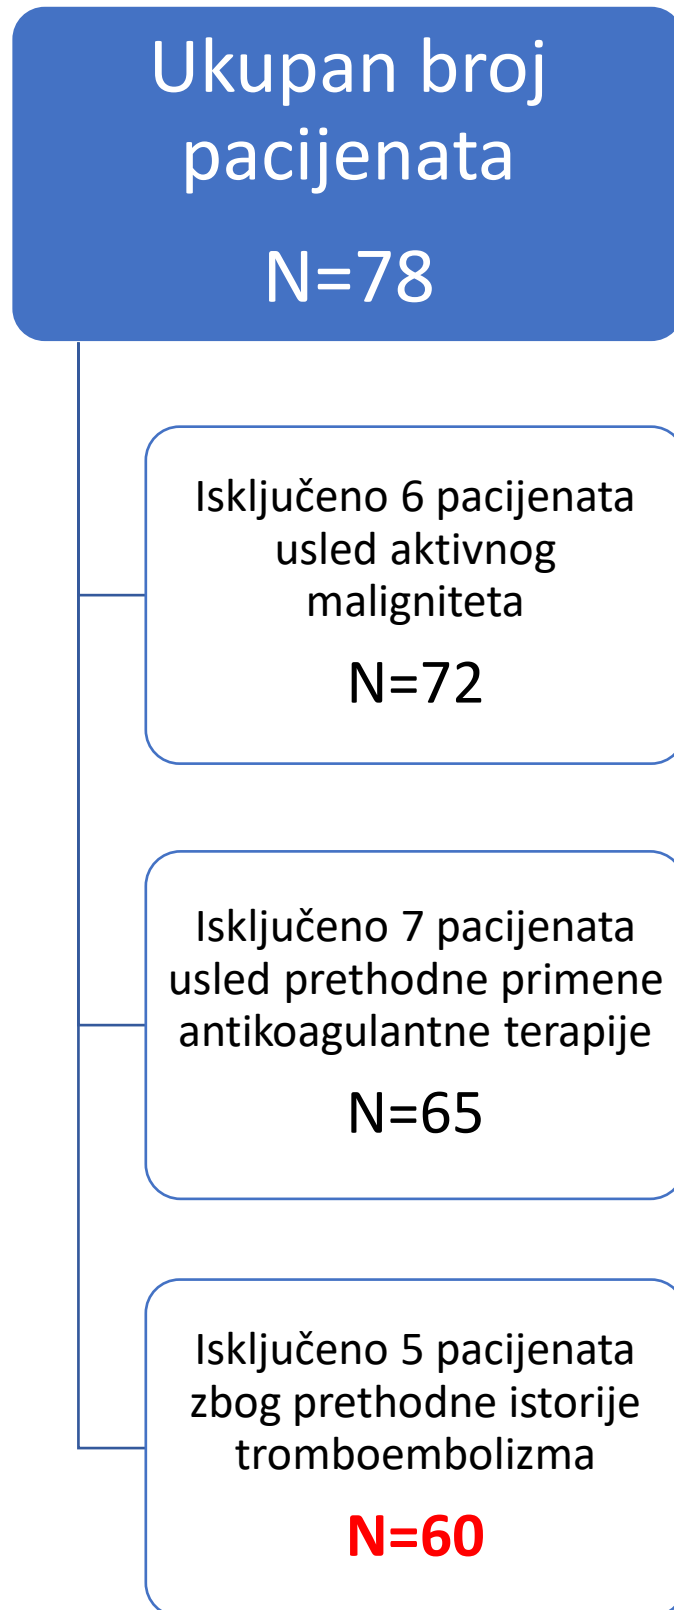 Ukupan broj
pacijenata
N=78
Isključeno 6 pacijenata
usled aktivnog
maligniteta
N=72
Isključeno 7 pacijenata
usled prethodne primene
antikoagulantne terapije
N=65
Isključeno 5 pacijenata
zbog prethodne istorije
tromboembolizma
N=60